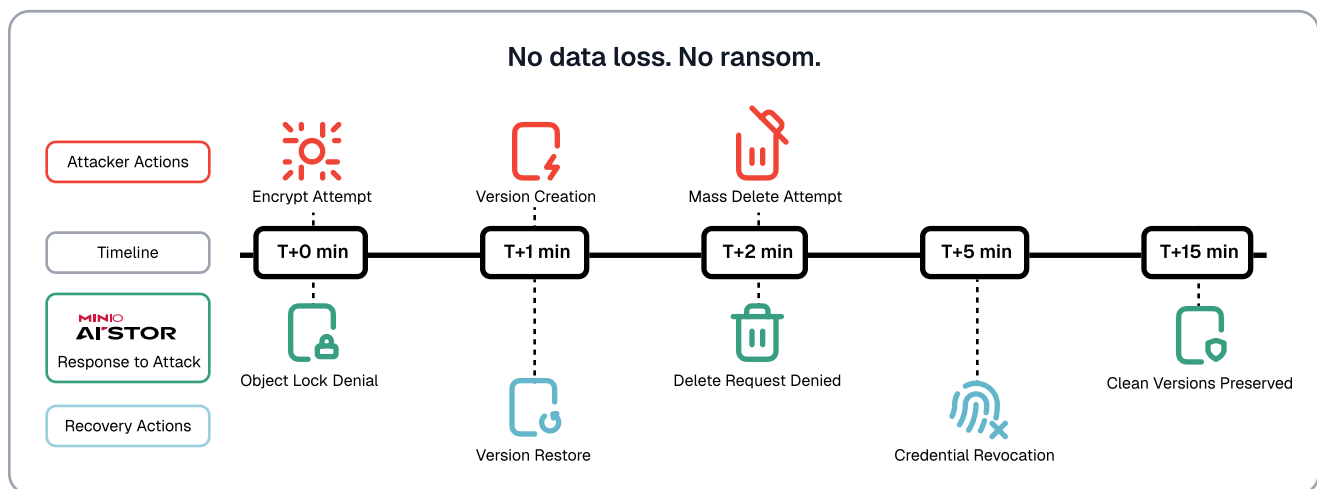 No data loss. No ransom.
Attacker Actions
Encrypt Attempt
Version Creation
Mass Delete Attempt
Timeline
T+0 min
T+1 min
T+2 min
T+5 min
T+15 min
MINIO
AISTOR
Response to Attack
Object Lock Denial
Delete Request Denied
Clean Versions Preserved
Recovery Actions
Version Restore
Credential Revocation